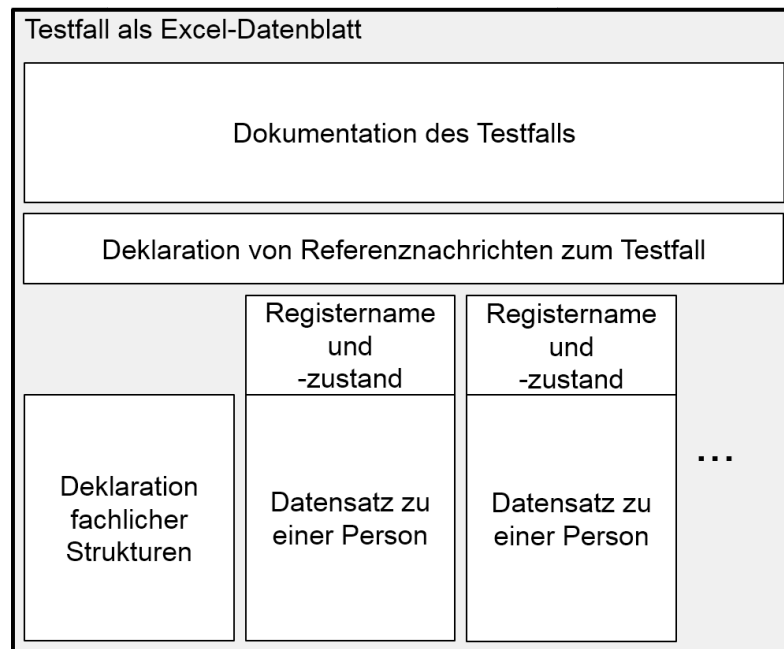 Testfall als Excel-Datenblatt
Dokumentation des Testfalls
Deklaration von Referenznachrichten zum Testfall
Registername
und
-zustand
Registername
und
-zustand
Deklaration
fachlicher
Strukturen
Datensatz zu
einer Person
Datensatz zu
einer Person
...